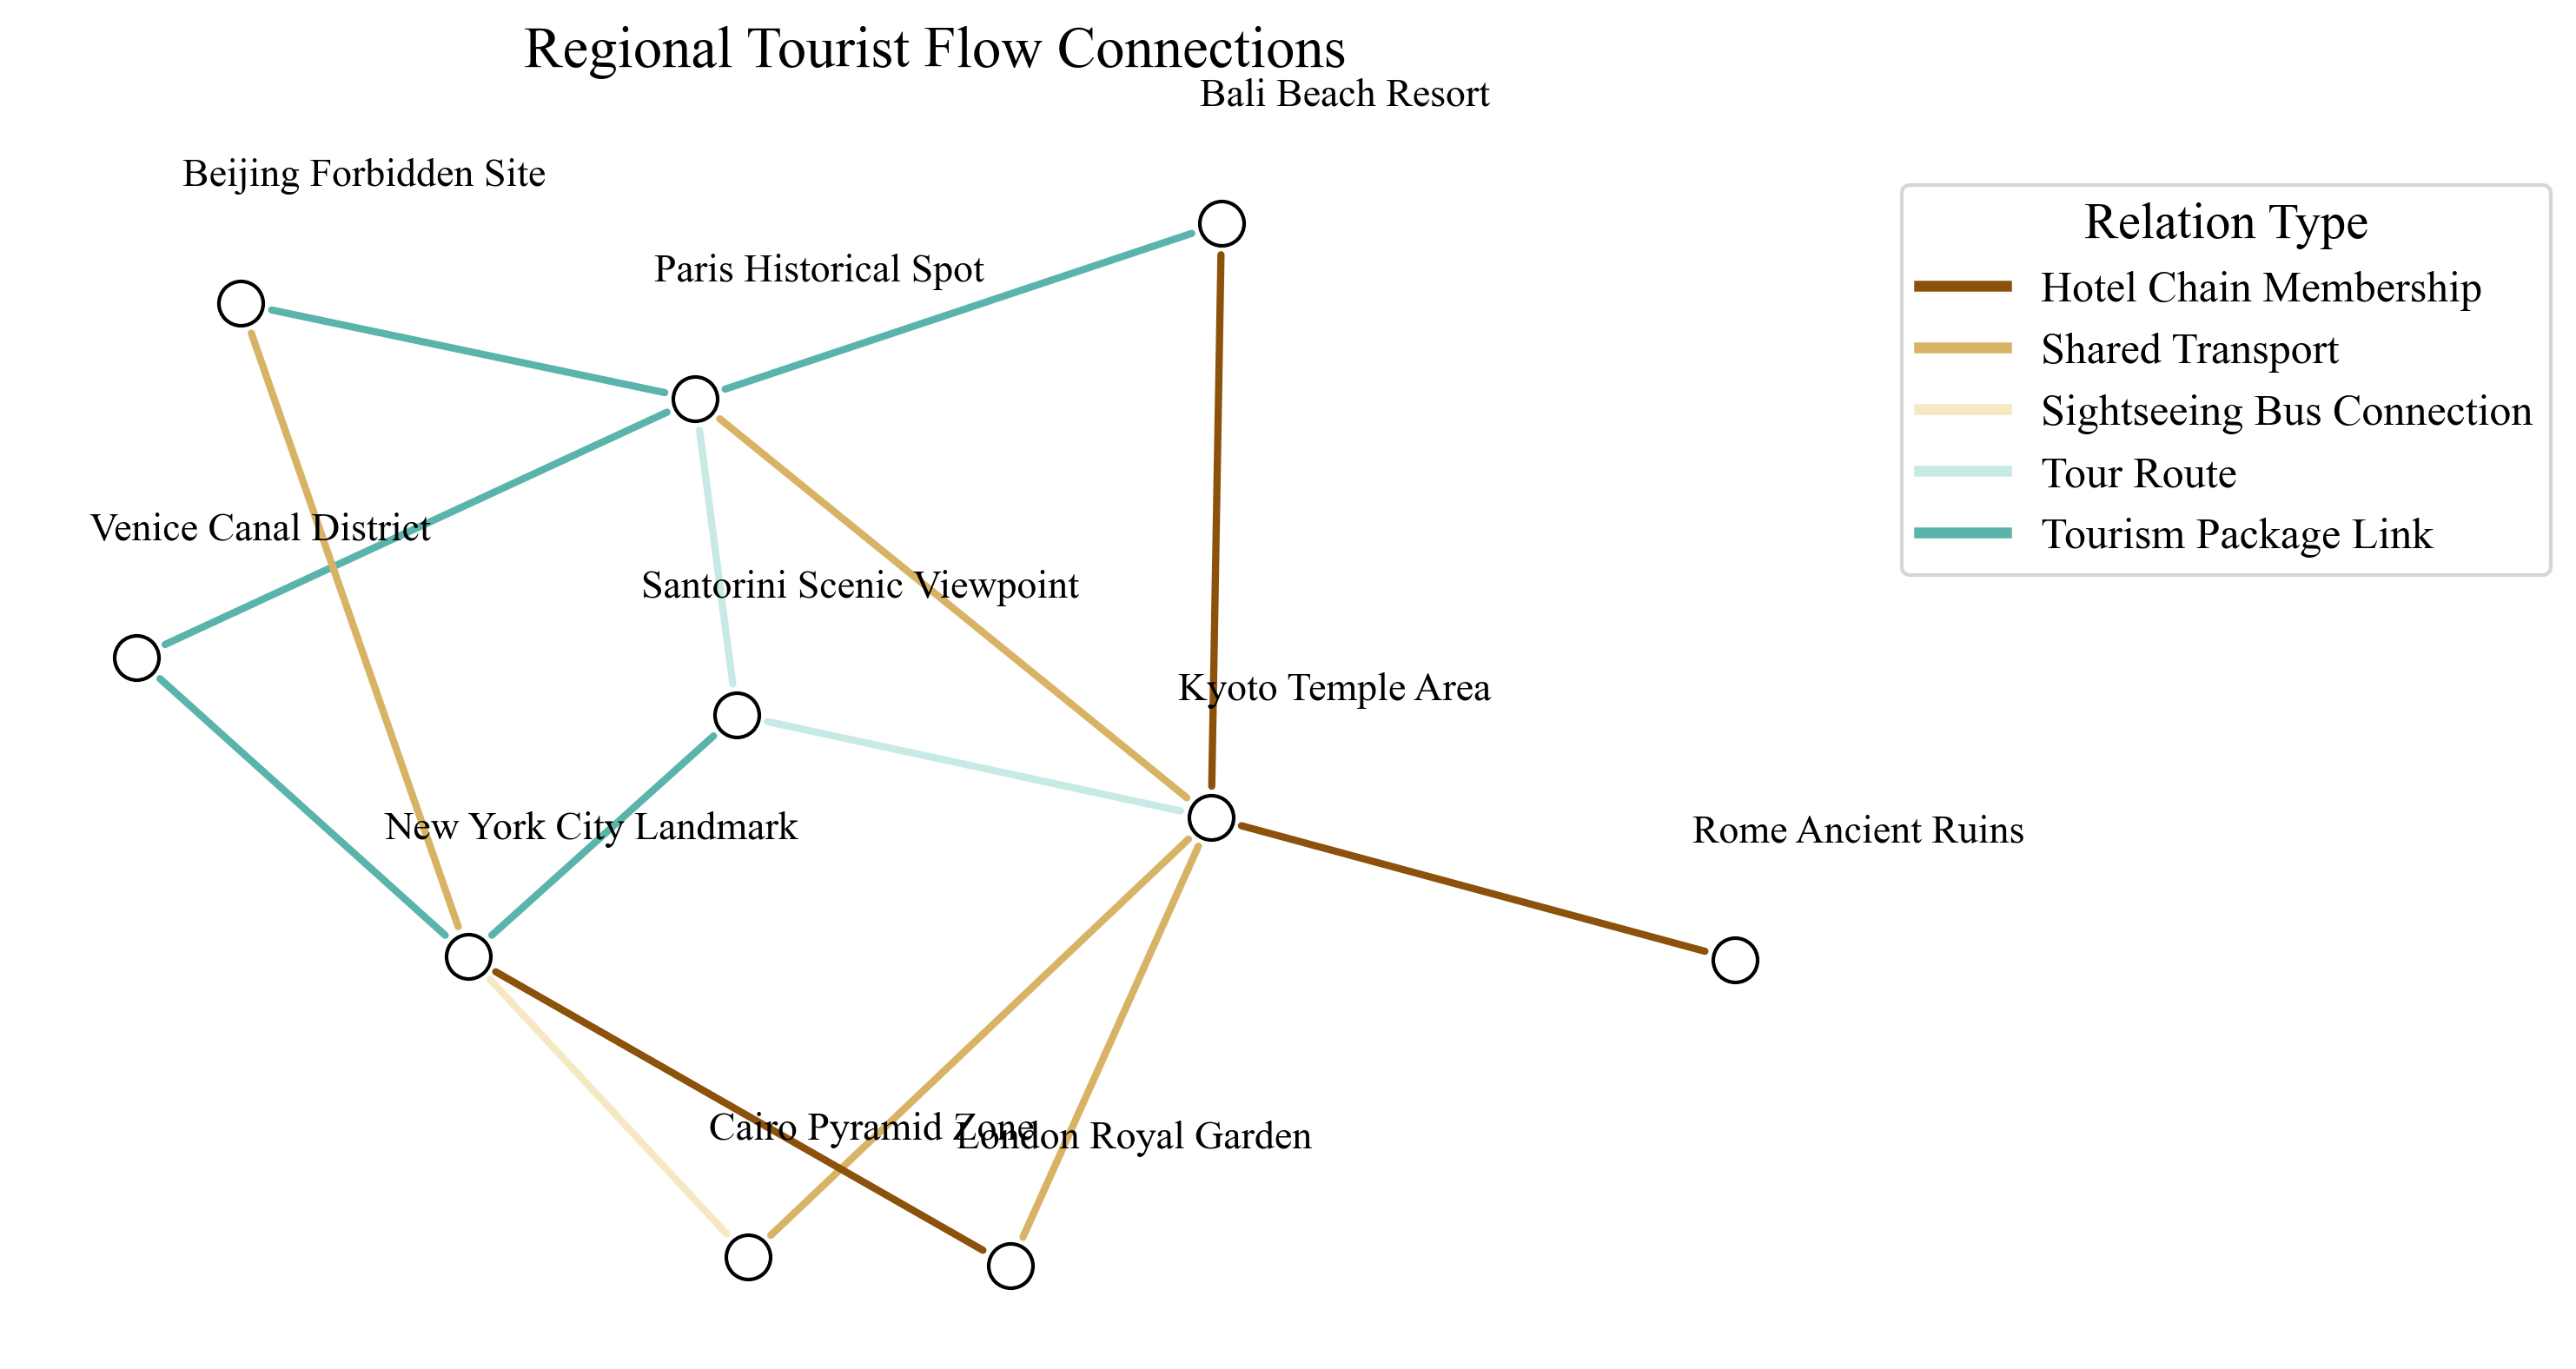 Regional Tourist Flow Connections
Bali Beach Resort
Beijing Forbidden Site
Paris Historical Spot
Venice Canal District
Santorini Scenic Viewpoint
Kyoto Temple Area
New York City Landmark
Rome Ancient Ruins
Cairo Pyramid Zone
London Royal Garden
Relation Type
Hotel Chain Membership
Shared Transport
Sightseeing Bus Connection
Tour Route
Tourism Package Link